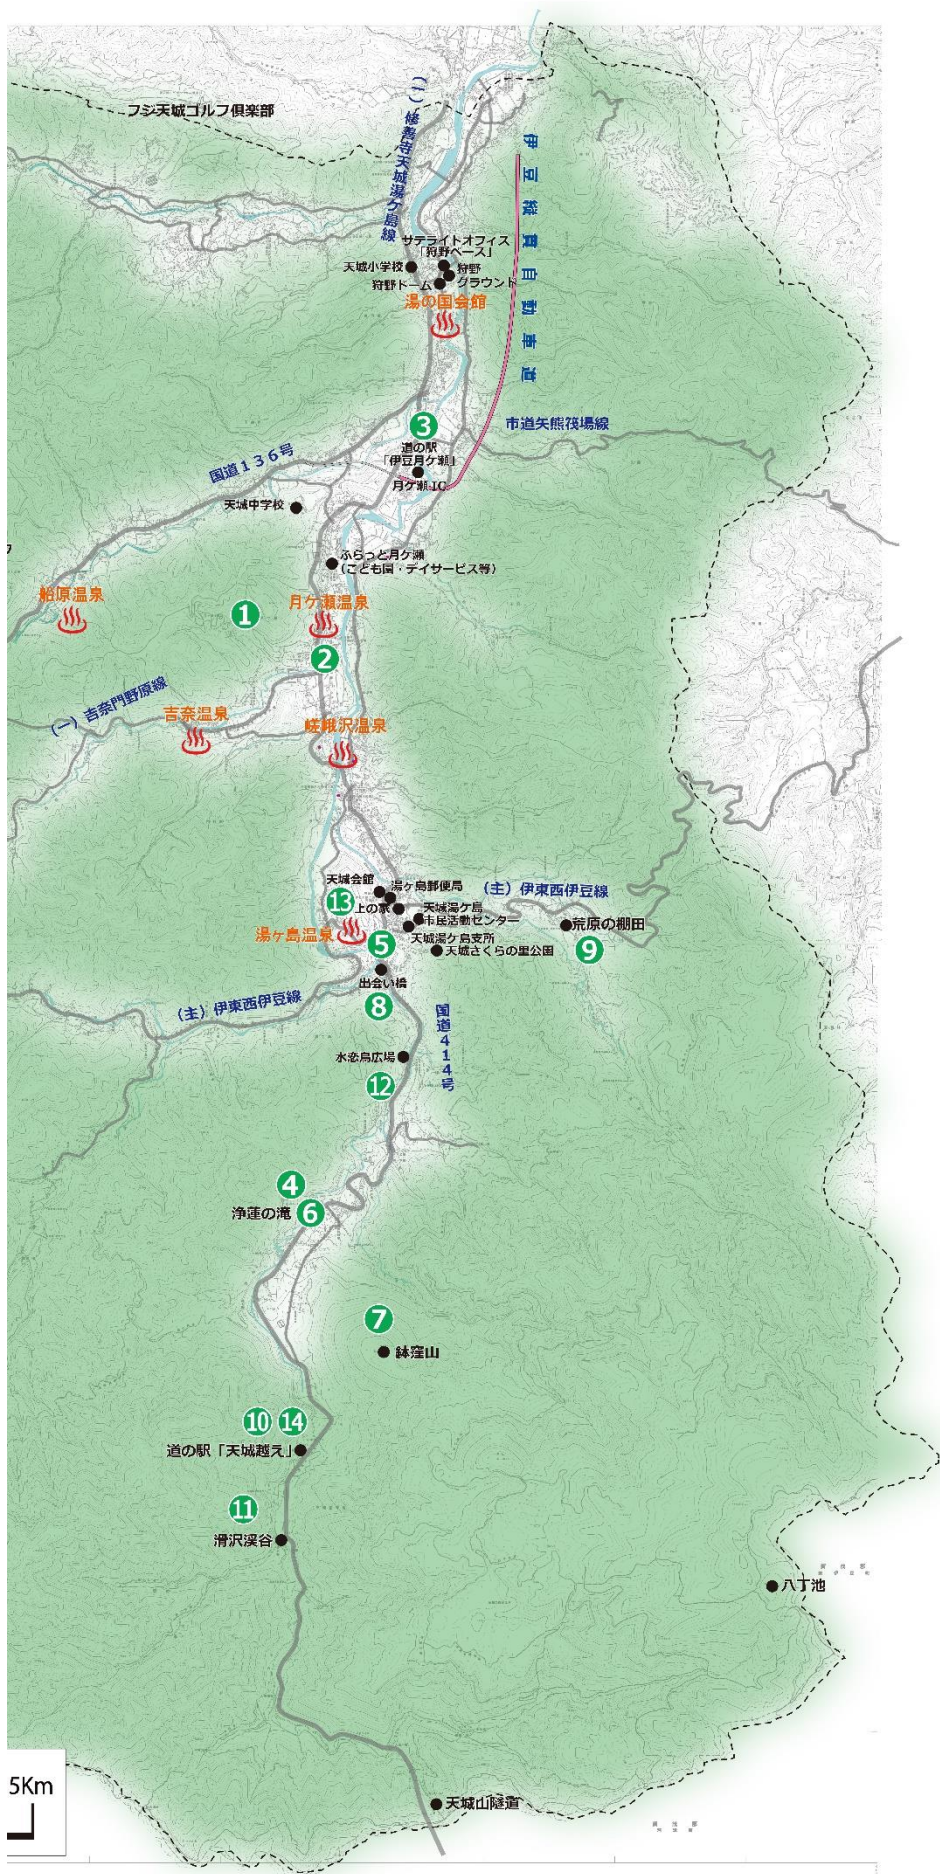 フジ天城ゴルフ倶楽部
(一)修善寺天城湯ケ島線
伊豆縦貫自動車道
サテライトオフィス
「狩野ベース」
天城小学校
狩野
グラウンド
狩野ドーム
湯の国会館
3
道の駅
「伊豆月ケ瀬」
月ケ瀬IC
市道矢熊筏場線
国道136号
天城中学校
ふらっと月ケ瀬
(こども園・デイサービス等)
船原温泉
1
月ケ瀬温泉
2
(一)吉奈門野原線
吉奈温泉
嵯峨沢温泉
天城会館
湯ヶ島郵便局
(主)伊東西伊豆線
13
上の家
天城湯ケ島
市民活動センター
荒原の棚田
湯ヶ島温泉
5
天城湯ケ島支所
天城さくらの里公園
9
出会い橋
(主)伊東西伊豆線
8
国道414号
水恋鳥広場
12
4
浄蓮の滝
6
7
鉢窪山
10
14
道の駅「天城越え」
11
滑沢渓谷
八丁池
5Km
天城山隧道